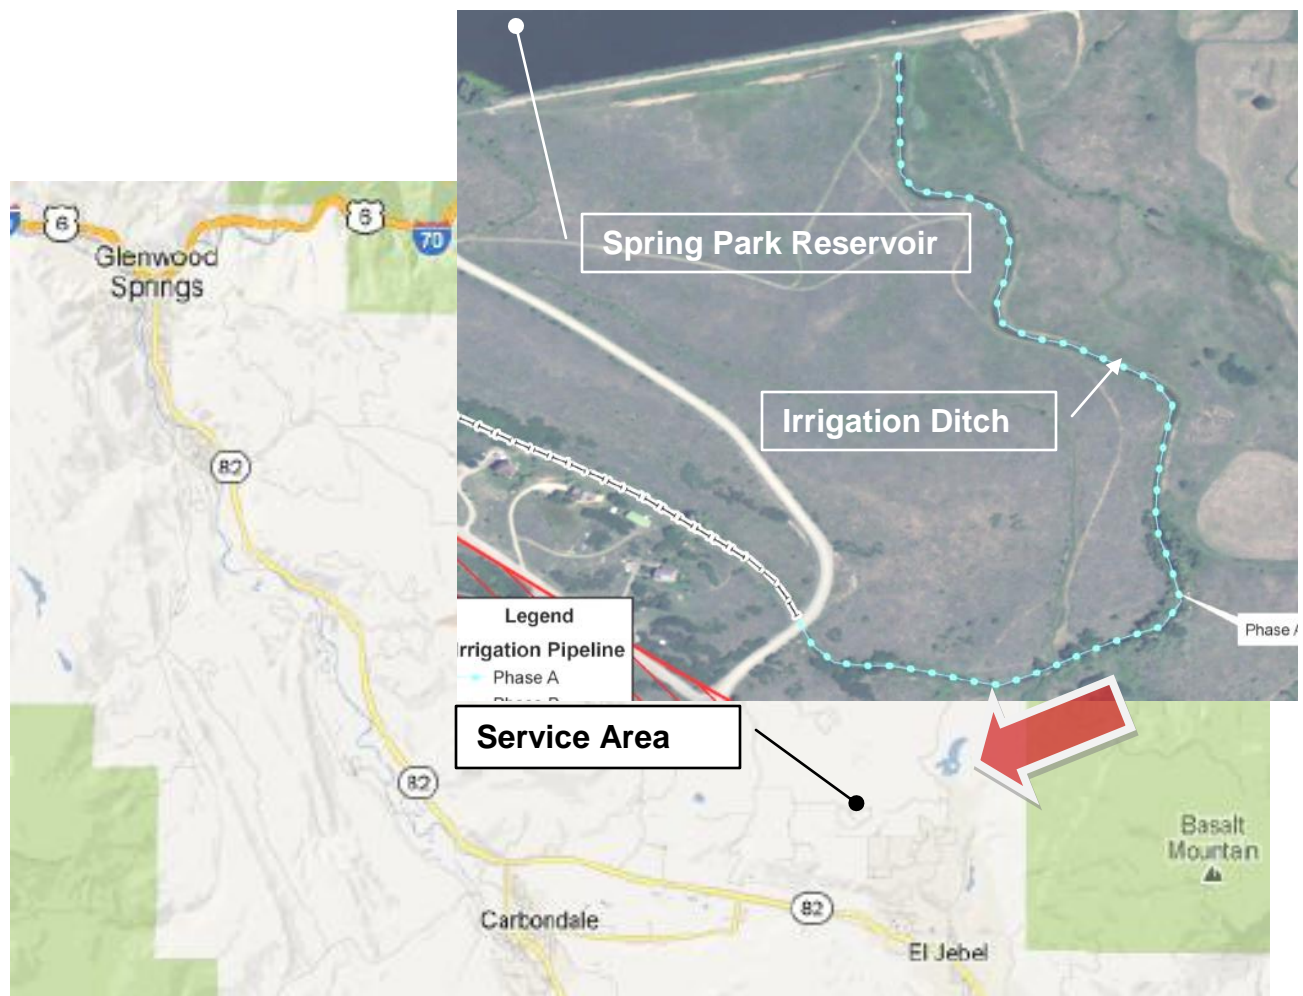 Spring Park Reservoir
6
6
70
Glenwood
Springs
Irrigation Ditch
82
Legend
Irrigation Pipeline
Phase A
Phase A
Service Area
82
Basalt
Mountain
82
Carbondale
El Jebel